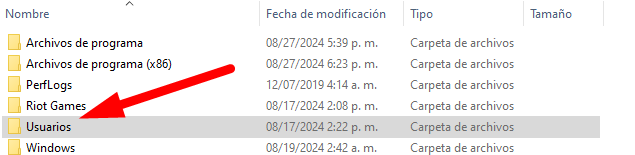 Nombre Fecha de modificación Tipo Tamaño
Archivos de programa 08/27/2024 5:39 p. m. Carpeta de archivos
Archivos de programa (x86) 08/27/2024 6:23 p. m. Carpeta de archivos
PerfLogs 12/07/2019 4:14 a. m. Carpeta de archivos
Riot Games 08/17/2024 2:08 p. m. Carpeta de archivos
Usuarios 08/17/2024 2:22 p. m. Carpeta de archivos
Windows 08/19/2024 2:42 a. m. Carpeta de archivos